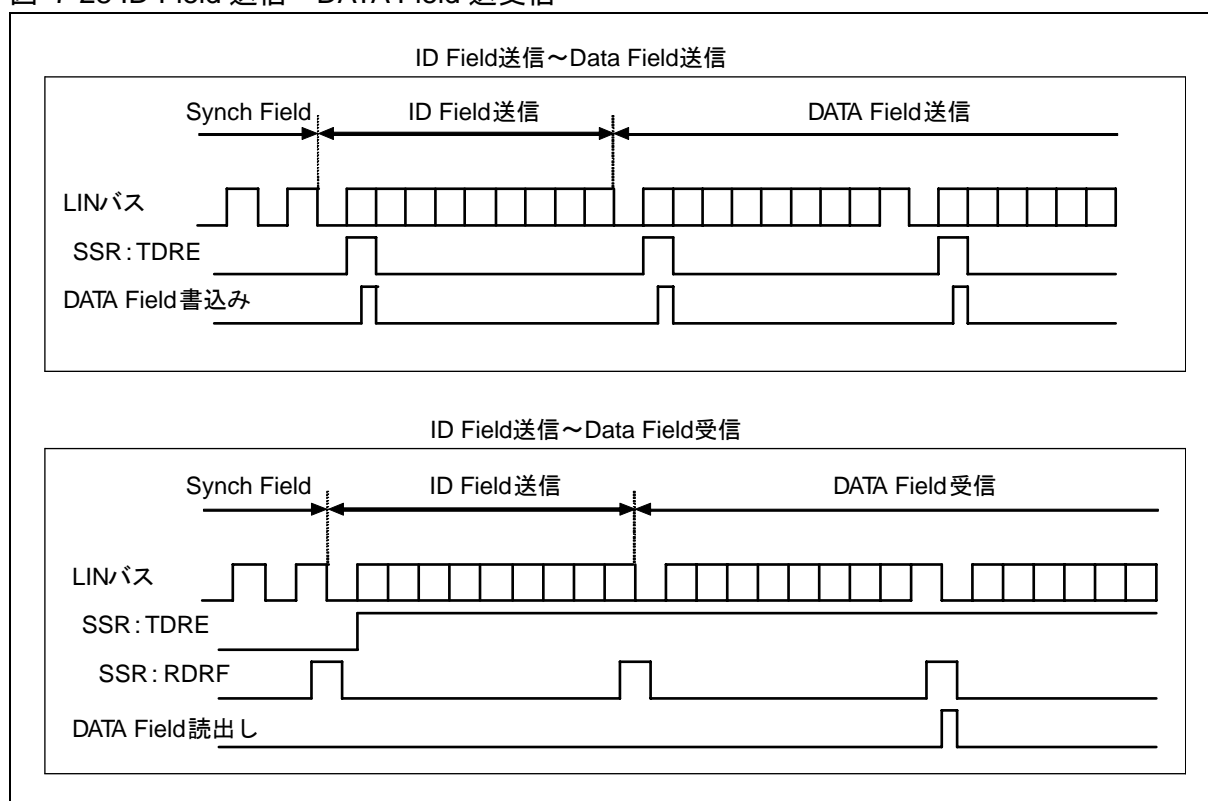 ID Field送信～Data Field送信
Synch Field ID Field送信 DATA Field送信
LINバス
SSR：TDRE
DATA Field書込み
ID Field送信～Data Field受信
Synch Field ID Field送信 DATA Field受信
LINバス
SSR：TDRE
SSR：RDRF
DATA Field読出し